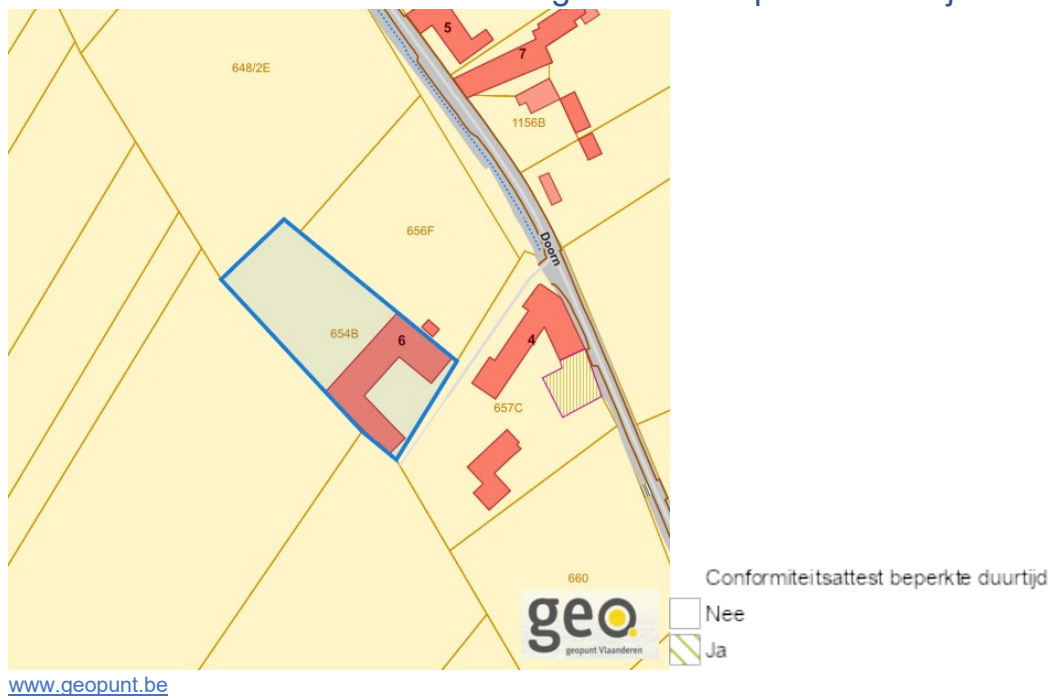 648/2E
5
7
1156B
656F
Doorn
654B
6
4
657C
660
geo.
geopunt Vlaanderen
Conformiteitsattest beperkte duurtijd
Nee
Ja
www.geopunt.be